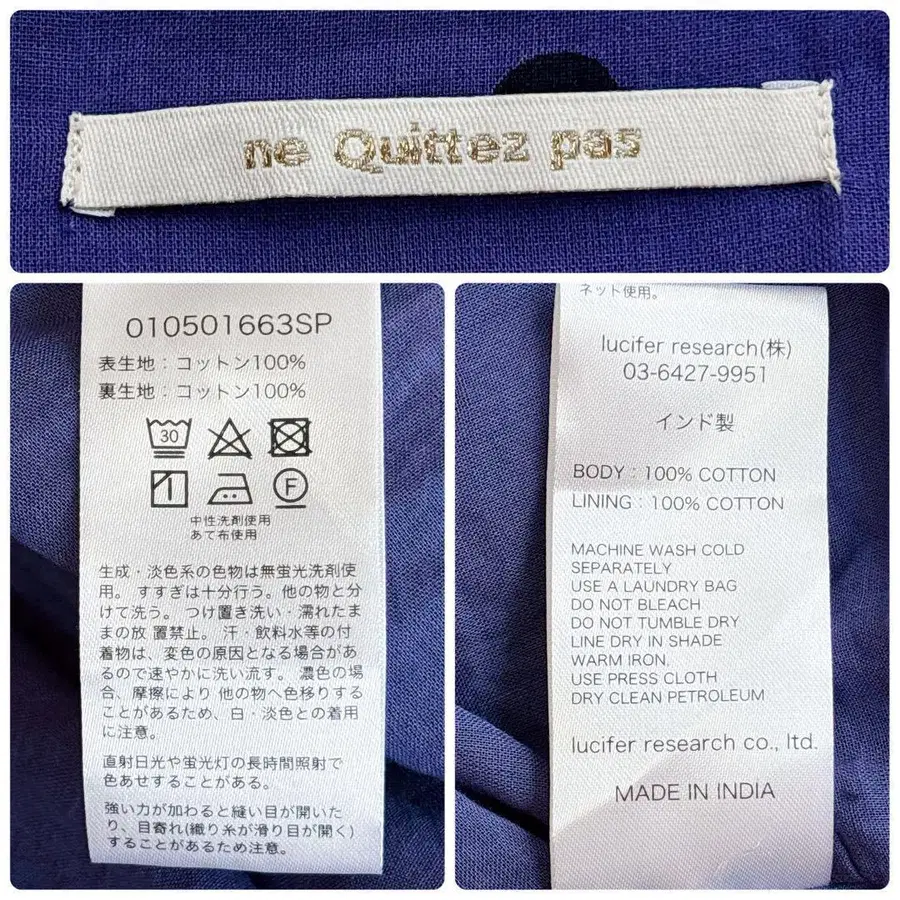 ne Quittez pas
010501663SP
表生地：コットン100%
裏生地：コットン100%
30
F
中性洗剤使用
あて布使用
生成・淡色系の色物は無蛍光洗剤使
用。 すすぎは十分行う。他の物と分
けて洗う。 つけ置き洗い・濡れたま
まの放 置禁止。 汗・飲料水等の付
着物は、変色の原因となる場合があ
るので速やかに洗い流す。 濃色の場
合、摩擦により 他の物へ色移りする
ことがあるため、白・淡色との着用
に注意。
直射日光や蛍光灯の長時間照射で
色あせすることがある。
強い力が加わると縫い目が開いた
り、目寄れ(織り糸が滑り目が開く)
することがあるため注意。
ネット使用。
lucifer research(株)
03-6427-9951
インド製
BODY : 100% COTTON
LINING : 100% COTTON
MACHINE WASH COLD
SEPARATELY
USE A LAUNDRY BAG
DO NOT BLEACH
DO NOT TUMBLE DRY
LINE DRY IN SHADE
WARM IRON,
USE PRESS CLOTH
DRY CLEAN PETROLEUM
lucifer research co., ltd.
MADE IN INDIA